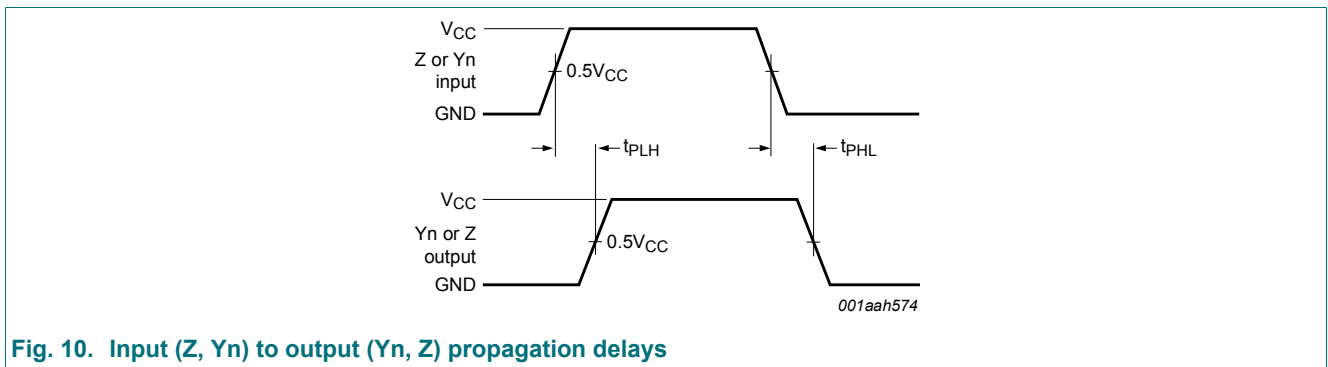 VCC
Z or Yn
input
0.5VCC
GND
tPLH
tPHL
VCC
Yn or Z
output
0.5VCC
GND
001aah574
Fig. 10. Input (Z, Yn) to output (Yn, Z) propagation delays